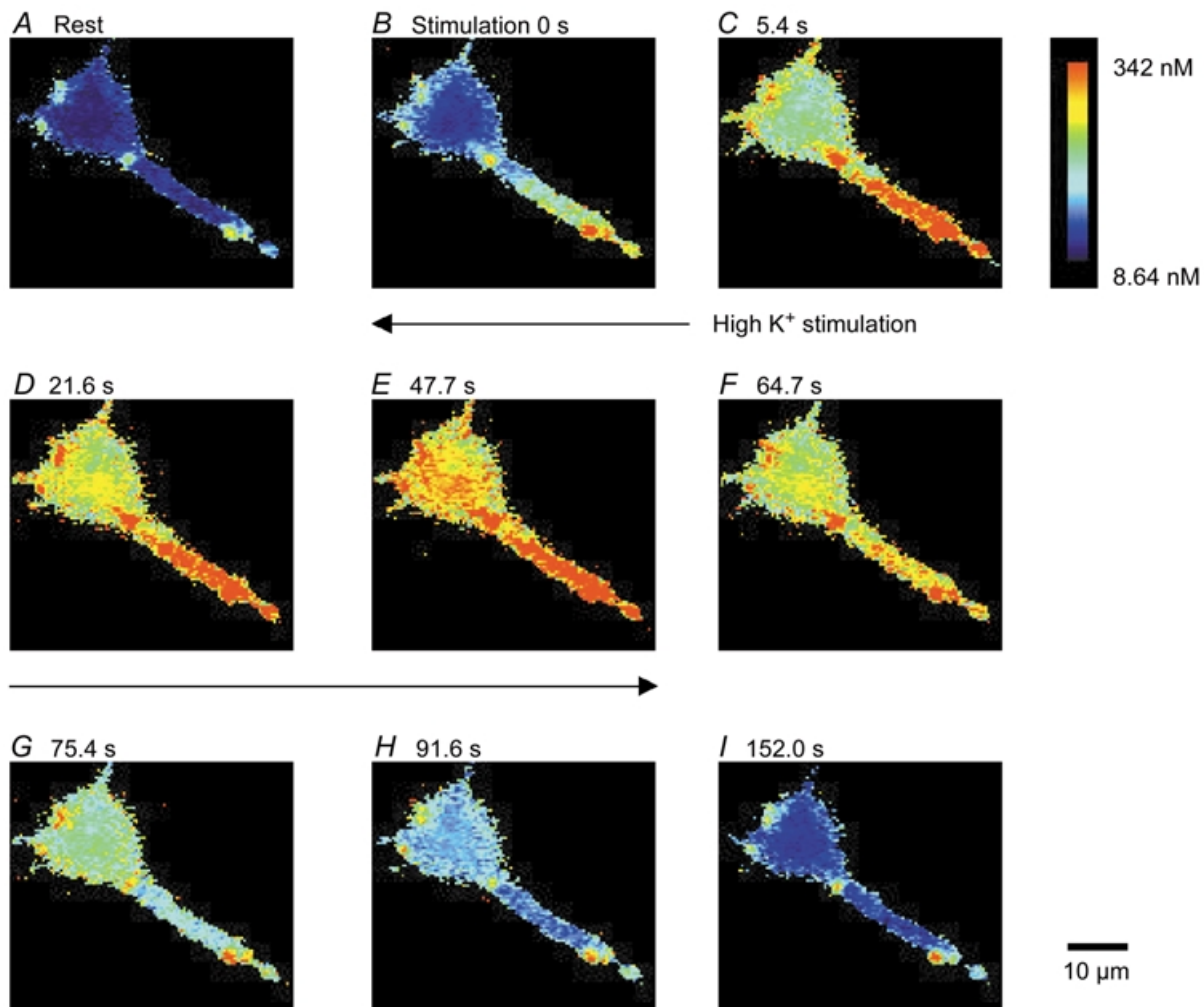 A Rest
B Stimulation 0 s
C 5.4 s
342 nM
8.64 nM
High K⁺ stimulation
D 21.6 s
E 47.7 s
F 64.7 s
G 75.4 s
H 91.6 s
I 152.0 s
10 µm